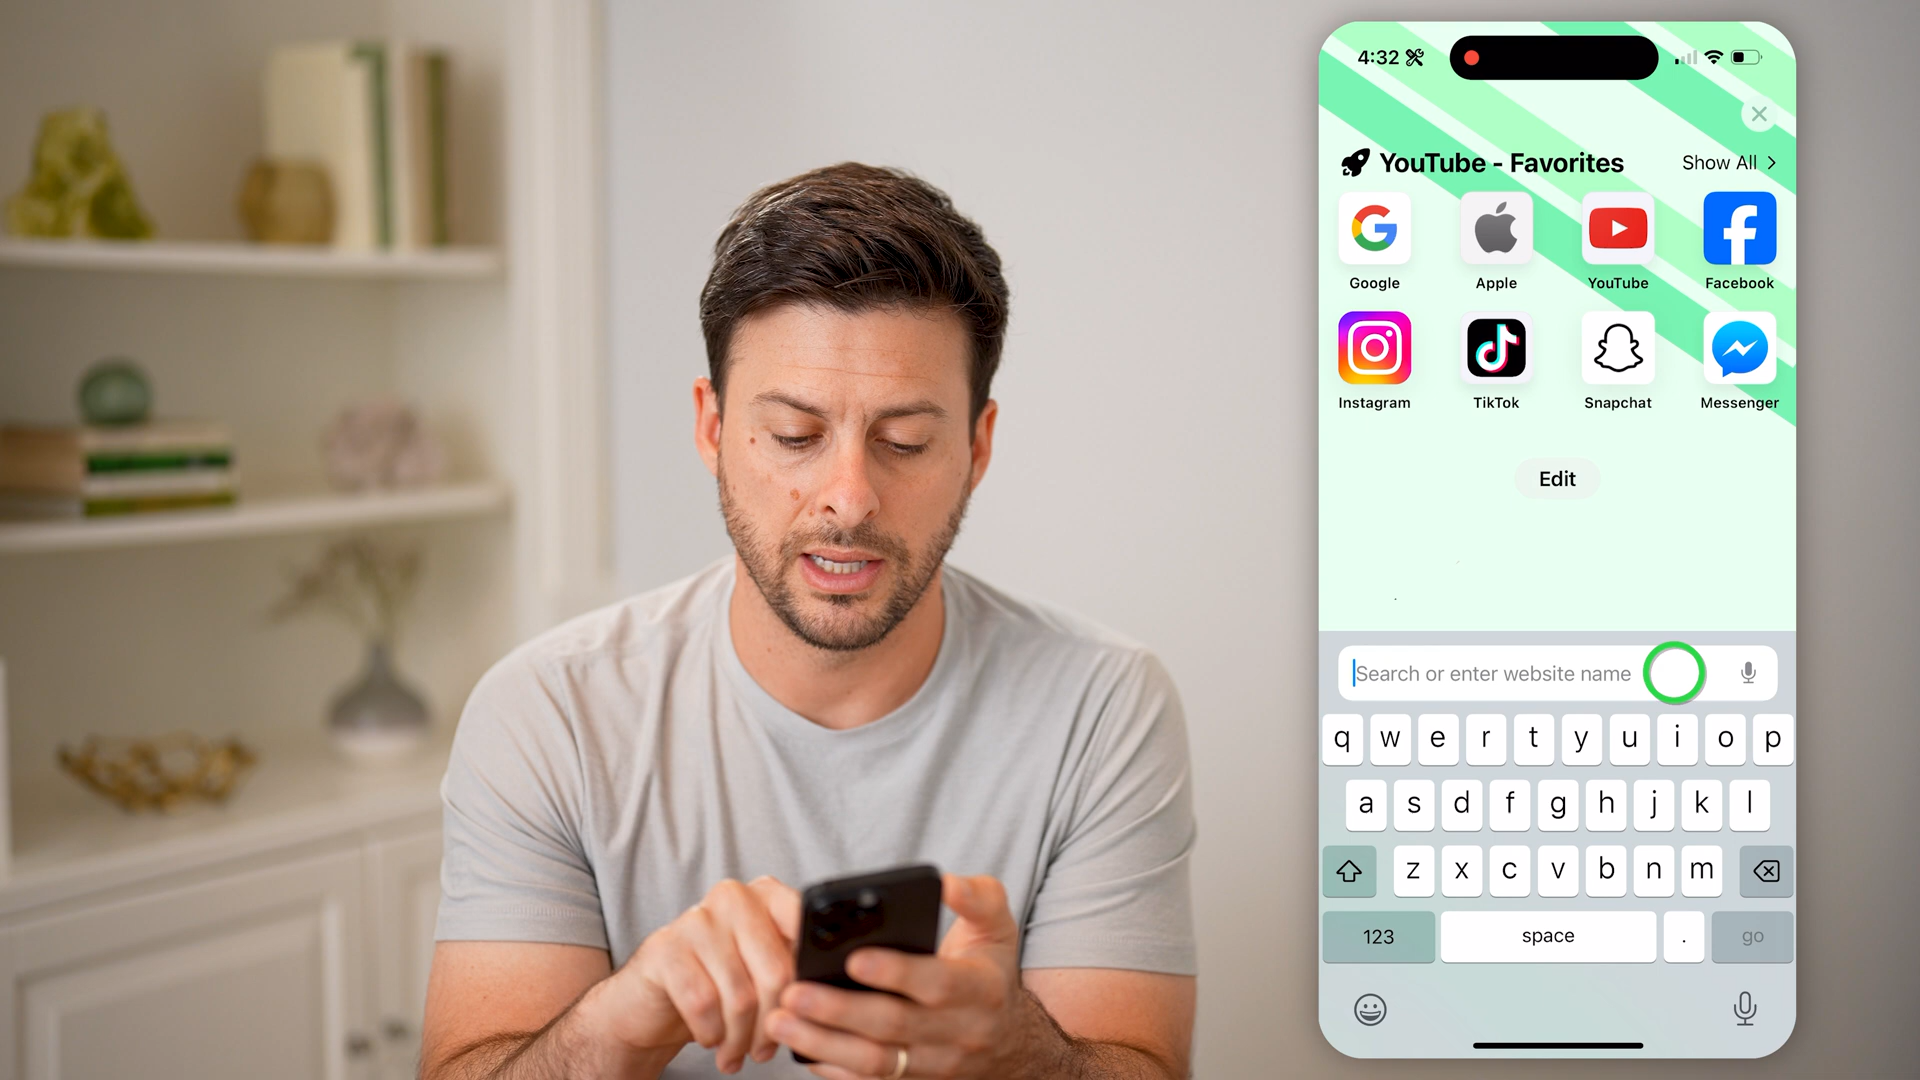 4:32
YouTube - Favorites Show All
Google Apple YouTube Facebook
Instagram TikTok Snapchat Messenger
Edit
Search or enter website name
q w e r t y u i o p
a s d f g h j k l
z x c v b n m
123 space . go